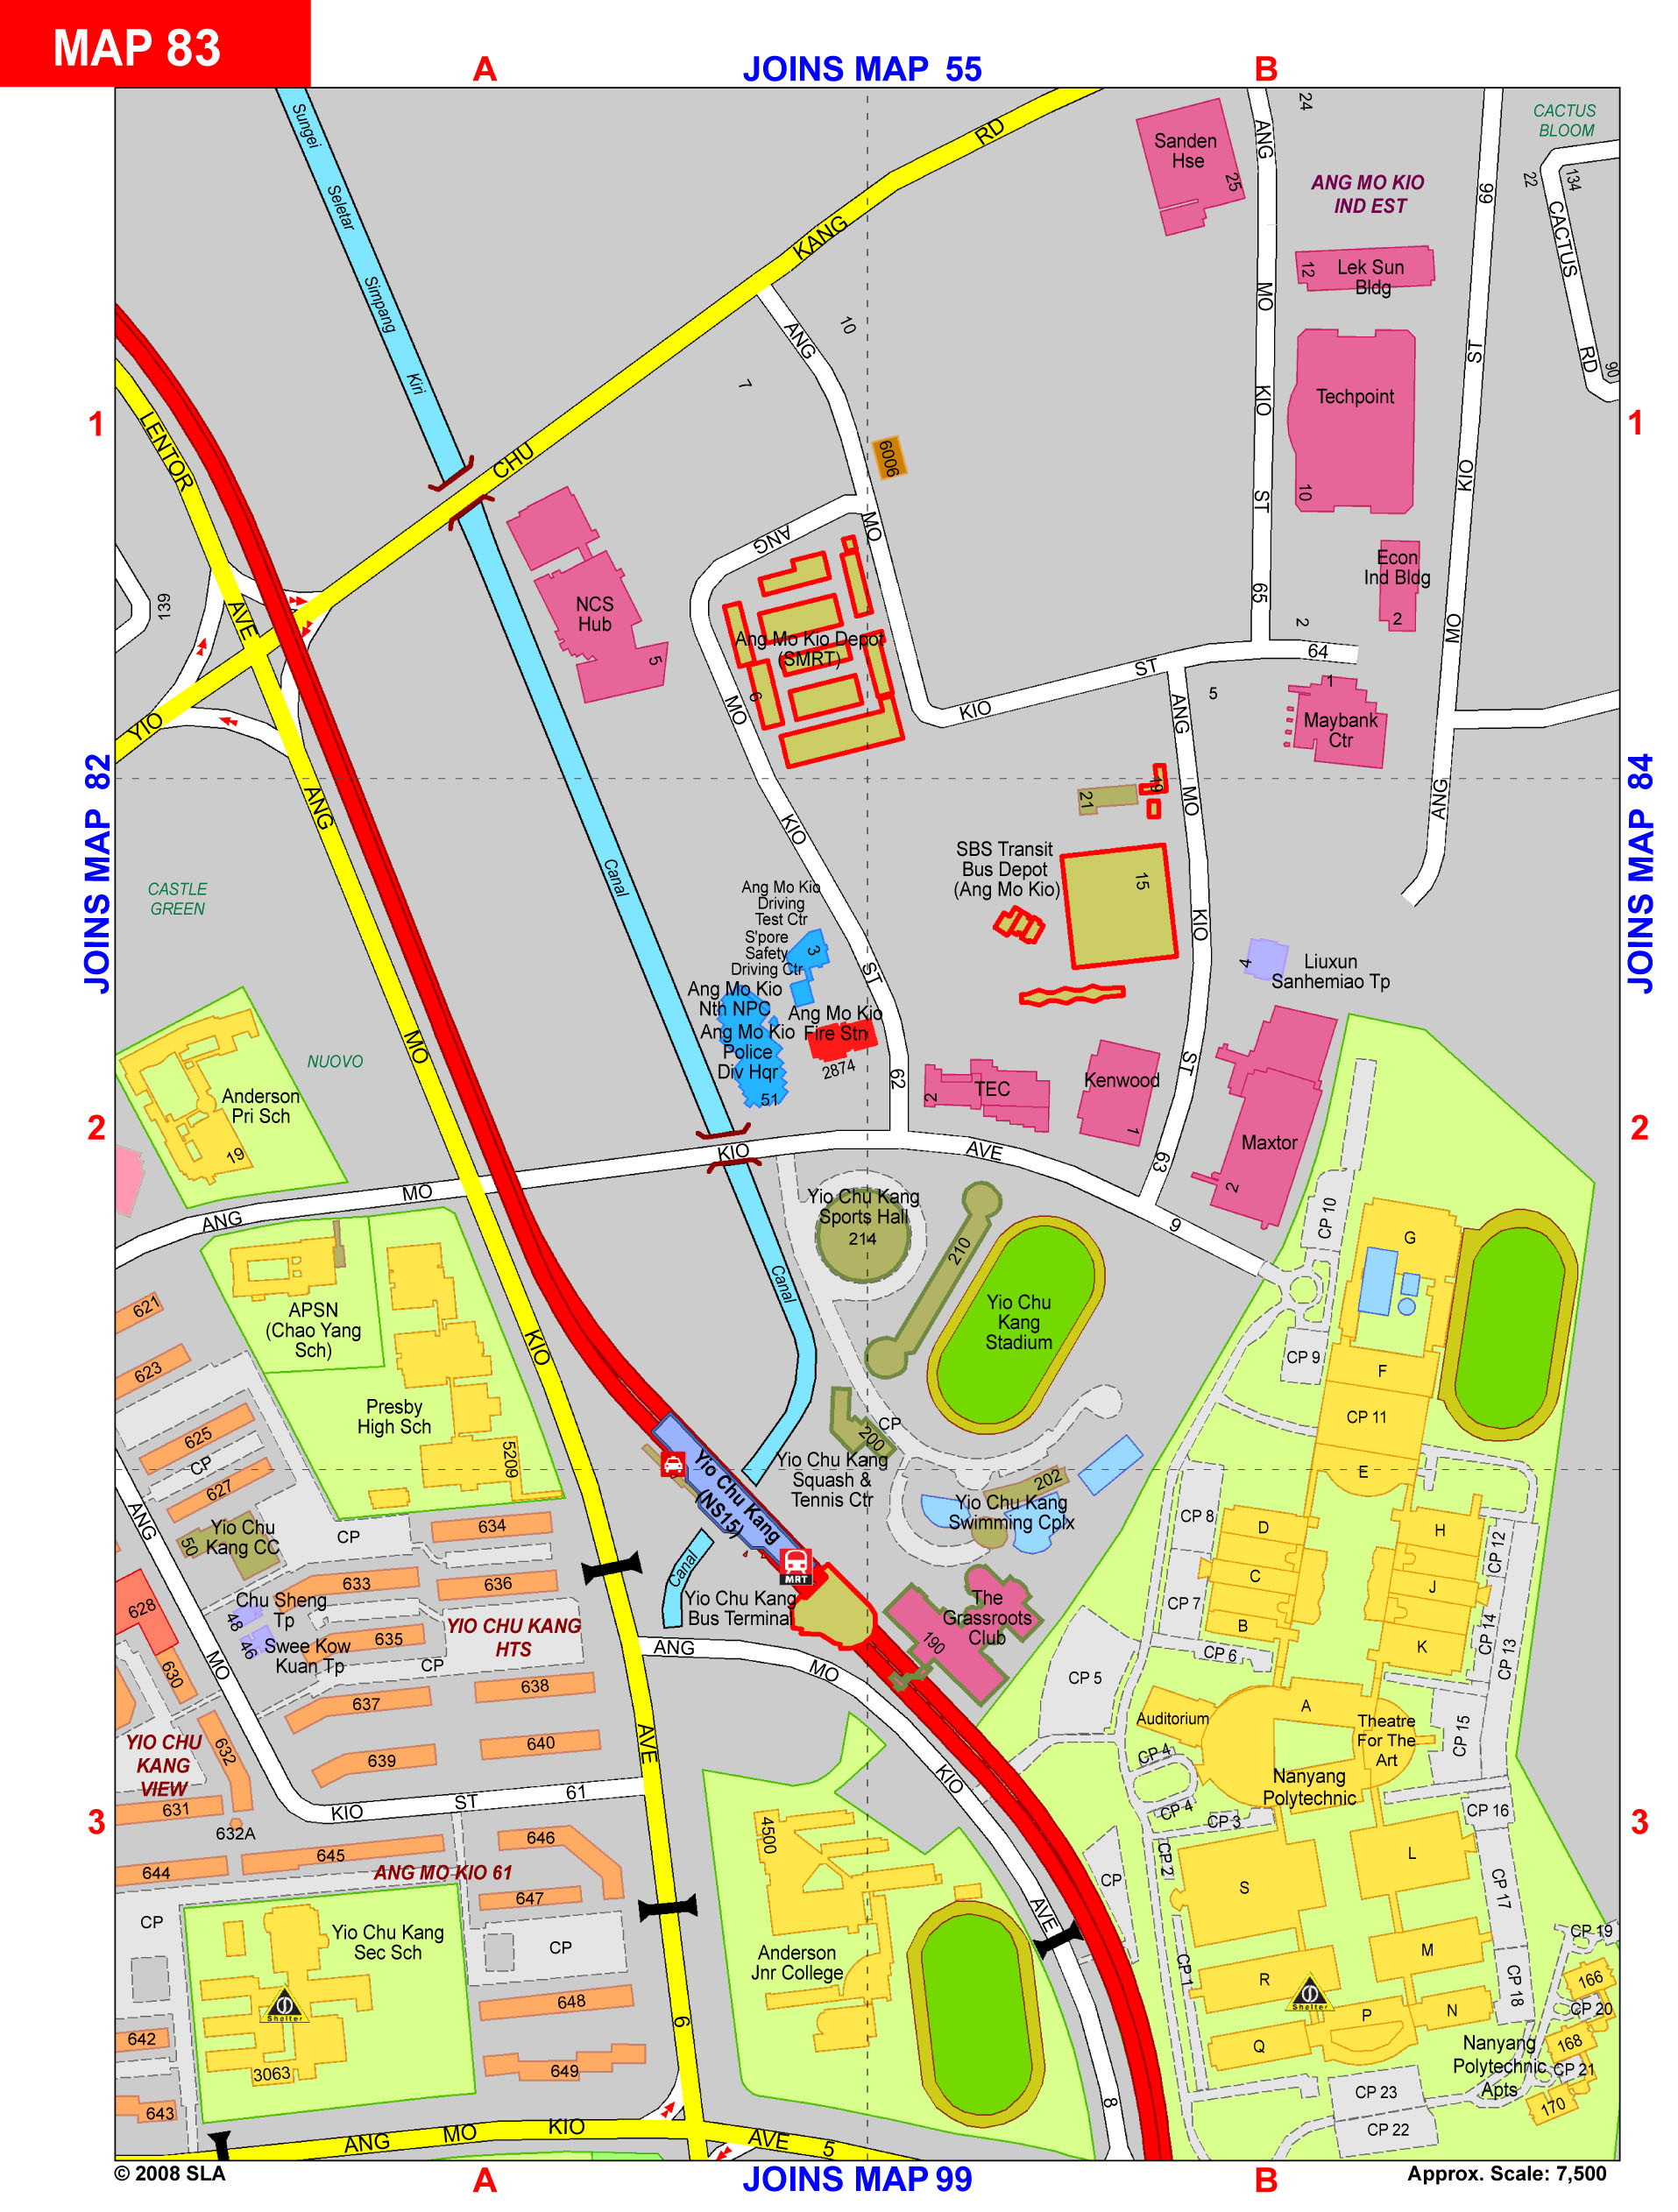 MAP 83
A
JOINS MAP 55
B
Sungei
Seletar
Simpang
Kiri
RD
KANG
CHU
YIO
Sanden
Hse
25
ANG
MO
KIO
ST
65
24
ANG MO KIO
IND EST
66
ST
KIO
MO
ANG
CACTUS
BLOOM
22
134
CACTUS
RD
90
12
Lek Sun
Bldg
Techpoint
10
Econ
Ind Bldg
2
2
64
1
LENTOR
AVE
139
ANG
10
7
6006
MO
ANG
NCS
Hub
5
Ang Mo Kio Depot
(SMRT)
6
MO
KIO
ST
ANG
5
1
Maybank
Ctr
1
JOINS MAP 82
JOINS MAP 84
ANG
MO
KIO
AVE
6
CASTLE
GREEN
NUOVO
Canal
KIO
ST
62
Ang Mo Kio
Driving
Test Ctr
S'pore
Safety
Driving Ctr
3
Ang Mo Kio
Nth NPC
Ang Mo Kio
Police
Div Hqr
51
Ang Mo Kio
Fire Stn
2874
21
19
SBS Transit
Bus Depot
(Ang Mo Kio)
15
MO
KIO
ST
63
4
Liuxun
Sanhemiao Tp
2
TEC
Kenwood
1
Maxtor
2
Anderson
Pri Sch
19
2
2
ANG
MO
KIO
AVE
9
Yio Chu Kang
Sports Hall
214
210
Yio Chu
Kang
Stadium
Canal
CP 10
G
CP 9
F
CP 11
E
APSN
(Chao Yang
Sch)
Presby
High Sch
5209
621
623
625
CP
627
CP
200
Yio Chu Kang
Squash &
Tennis Ctr
202
Yio Chu Kang
Swimming Cplx
Yio Chu Kang
(NS15)
MRT
Canal
Yio Chu Kang
Bus Terminal
The
Grassroots
Club
190
Yio Chu
Kang CC
50
CP
634
633
636
Chu Sheng
Tp
48
46
Swee Kow
Kuan Tp
635
CP
YIO CHU KANG
HTS
628
630
637
638
639
640
YIO CHU
KANG
VIEW
632
631
632A
ANG
MO
KIO
ST
61
645
644
646
647
ANG MO KIO 61
CP
CP
Yio Chu Kang
Sec Sch
Shelter
3063
642
643
648
649
ANG
MO
KIO
AVE
8
4500
Anderson
Jnr College
CP 8
D
C
CP 7
B
CP 6
H
CP 12
J
CP 14
K
CP 13
CP 5
Auditorium
A
Theatre
For The
Art
CP 15
Nanyang
Polytechnic
CP 4
CP 4
CP 3
CP 16
CP
CP 2
S
L
CP 17
CP 1
R
M
CP 18
CP 19
166
CP 20
Shelter
P
N
Q
168
CP 21
Nanyang
Polytechnic
Apts
170
CP 23
CP 22
3
3
ANG
MO
KIO
AVE
5
© 2008 SLA
A
JOINS MAP 99
B
Approx. Scale: 7,500